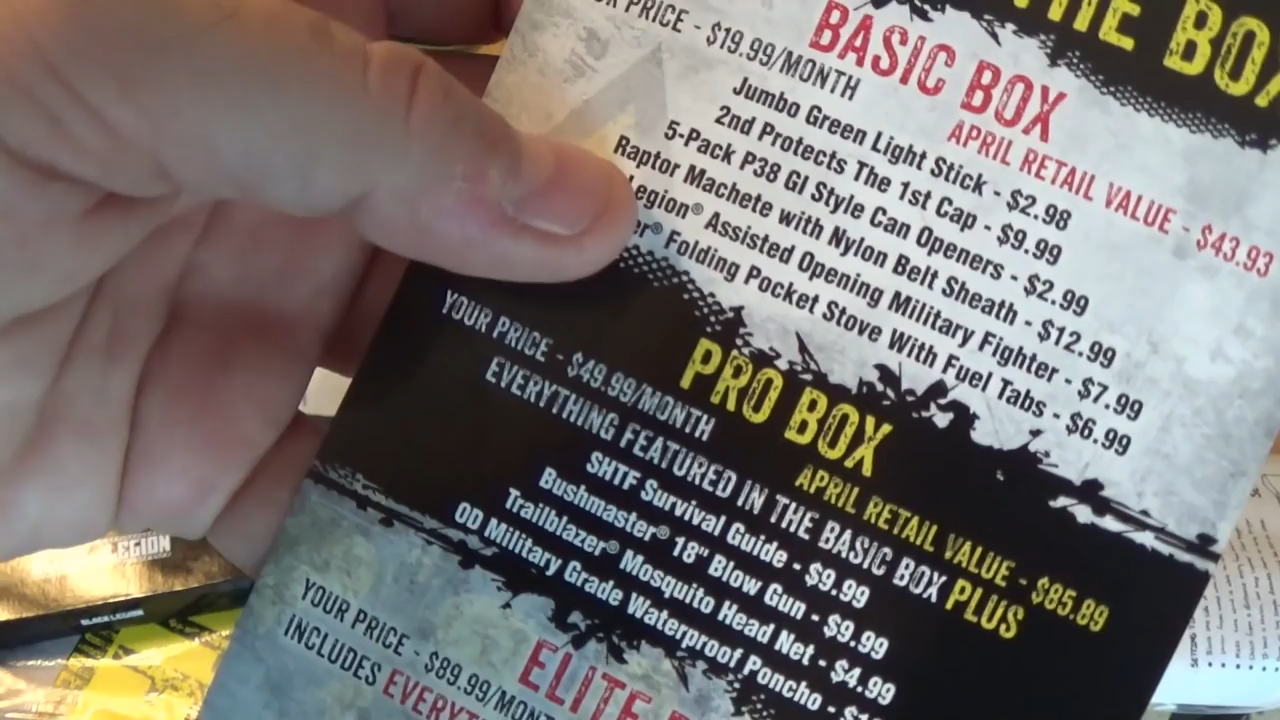 THE BOX
BASIC BOX
PRICE - $19.99/MONTH
APRIL RETAIL VALUE - $43.93
Jumbo Green Light Stick - $2.98
2nd Protects The 1st Cap - $9.99
5-Pack P38 GI Style Can Openers - $2.99
Raptor Machete with Nylon Belt Sheath - $12.99
Legion® Assisted Opening Military Fighter - $7.99
Folding Pocket Stove With Fuel Tabs - $6.99
PRO BOX
YOUR PRICE - $49.99/MONTH
APRIL RETAIL VALUE - $85.89
EVERYTHING FEATURED IN THE BASIC BOX PLUS
SHTF Survival Guide - $9.99
Bushmaster® 18" Blow Gun - $9.99
Trailblazer® Mosquito Head Net - $4.99
OD Military Grade Waterproof Poncho -
ELITE
YOUR PRICE - $89.99/MONT
INCLUDES
LEGION
BLACK LEGION